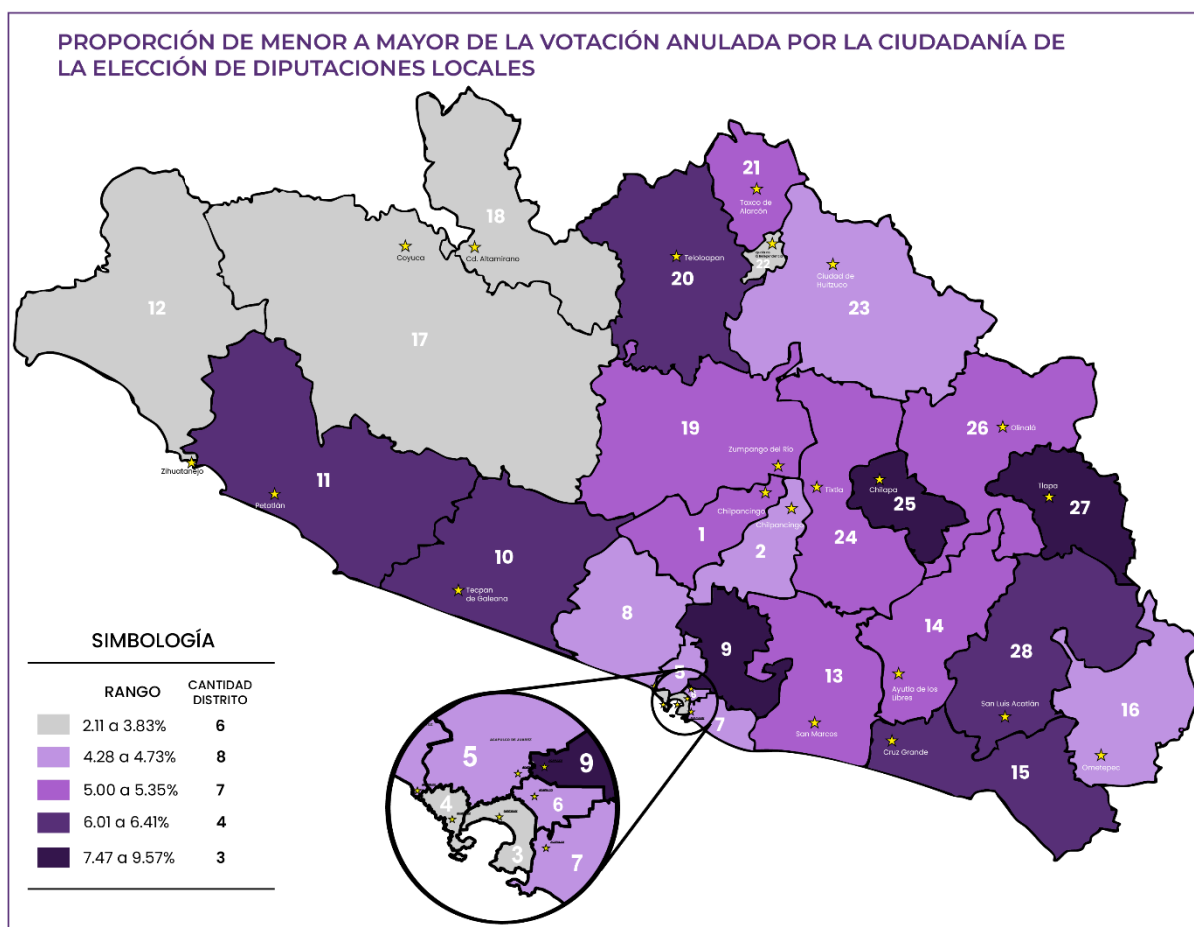 PROPORCIÓN DE MENOR A MAYOR DE LA VOTACIÓN ANULADA POR LA CIUDADANÍA DE
LA ELECCIÓN DE DIPUTACIONES LOCALES
21
Taxco de
Alarcón
18
Coyuca
Cd. Altamirano
20
Teloloapan
22
Ciudad de
Huitzuco
23
12
17
19
Zumpango del Río
26
Olinalá
Zihuatanejo
11
Petatlán
Chilpancingo
1
Chilpancingo
2
Tixtla
24
Chilapa
25
Tlapa
27
10
Tecpan
de Galeana
8
9
5
7
13
San Marcos
14
Ayutla de los
Libres
28
San Luis Acatlán
16
Ometepec
Cruz Grande
15
SIMBOLOGÍA
RANGO CANTIDAD
DISTRITO
2.11 a 3.83% 6
4.28 a 4.73% 8
5.00 a 5.35% 7
6.01 a 6.41% 4
7.47 a 9.57% 3
5
9
4
6
3
7